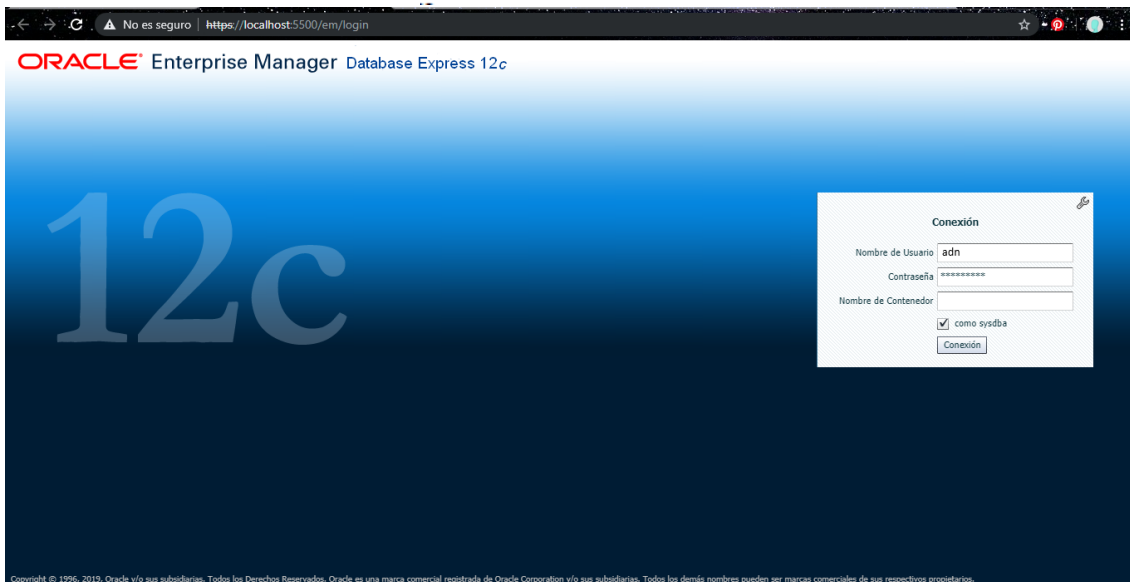 No es seguro | https://localhost:5500/em/login
ORACLE Enterprise Manager Database Express 12c
12c
Conexión
Nombre de Usuario adn
Contraseña *********
Nombre de Contenedor
como sysdba
Conexión
Copyright © 1996, 2019, Oracle y/o sus subsidiarias. Todos los Derechos Reservados. Oracle es una marca comercial registrada de Oracle Corporation y/o sus subsidiarias. Todos los demás nombres pueden ser marcas comerciales de sus respectivos propietarios.